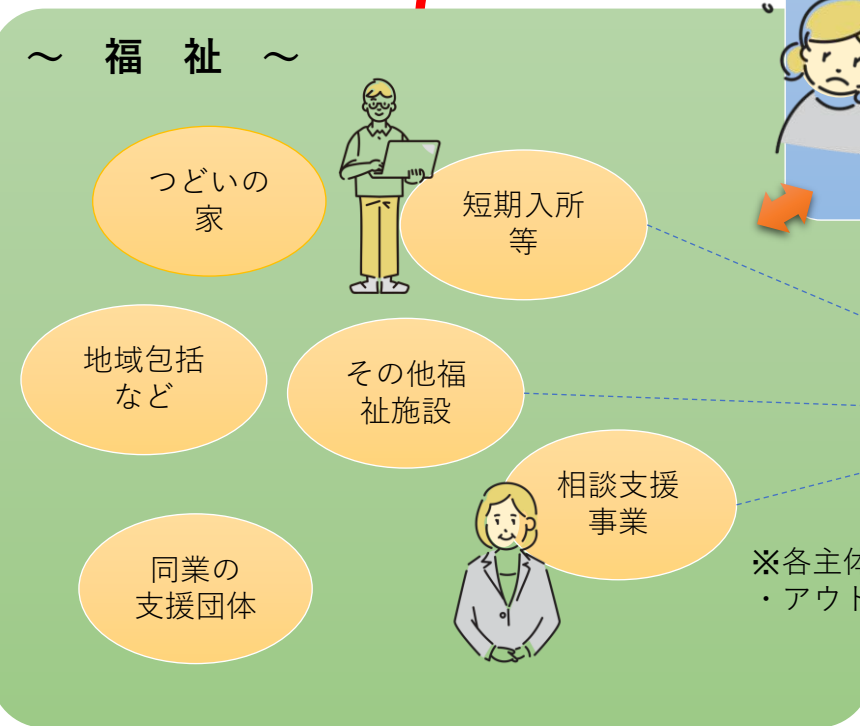 ～ 福 祉 ～
つどいの
家
短期入所
等
地域包括
など
その他福
祉施設
相談支援
事業
同業の
支援団体
※各主体
・アウト